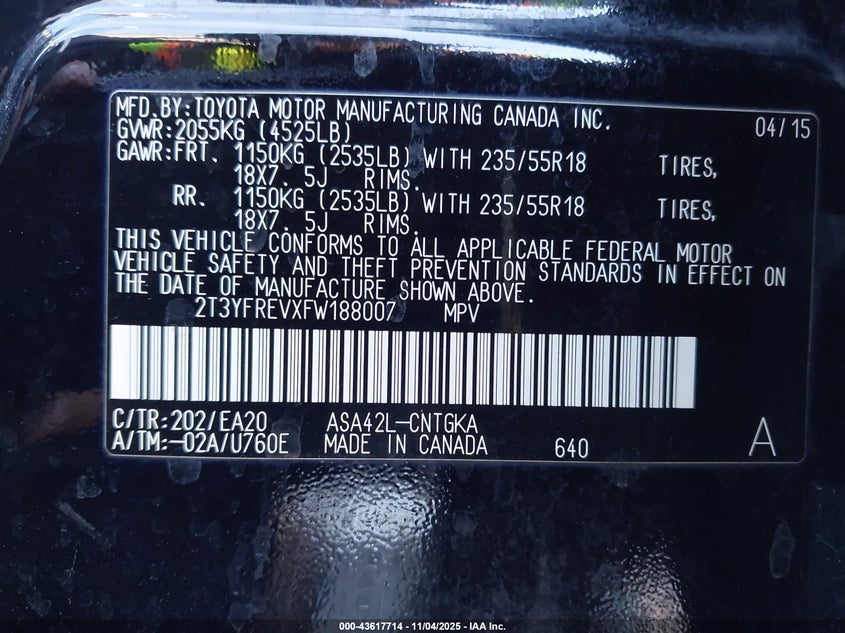 MFD.BY:TOYOTA MOTOR MANUFACTURING CANADA INC. 04/15
GVWR:2055KG (4525LB)
GAWR:FRT. 1150KG (2535LB) WITH 235/55R18 TIRES,
18X7. 5J RIMS.
RR. 1150KG (2535LB) WITH 235/55R18 TIRES,
18X7. 5J RIMS.
THIS VEHICLE CONFORMS TO ALL APPLICABLE FEDERAL MOTOR
VEHICLE SAFETY AND THEFT PREVENTION STANDARDS IN EFFECT ON
THE DATE OF MANUFACTURE SHOWN ABOVE.
2T3YFREVXFW188007 MPV
C/TR:202/EA20 ASA42L-CNTGKA
A/TM:-02A/U760E MADE IN CANADA 640 A
000-43617714 - 11/04/2025 - IAA Inc.